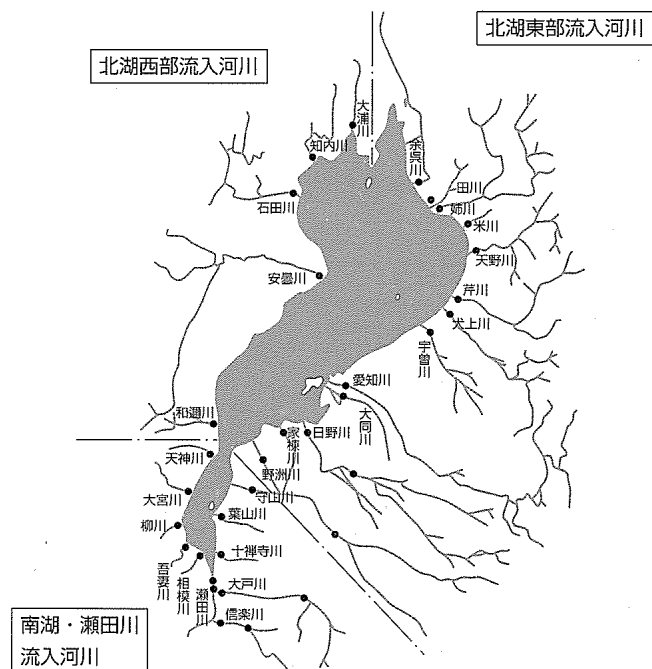 北湖東部流入河川
北湖西部流入河川
大浦川
知内川
余呉川
田川
石田川
姉川
米川
天野川
安曇川
芹川
犬上川
宇曽川
愛知川
大同川
和邇川
家棟川
日野川
天神川
野洲川
大宮川
守山川
葉山川
柳川
十禅寺川
吾妻川
相模川
瀬田川
大戸川
信楽川
南湖・瀬田川
流入河川